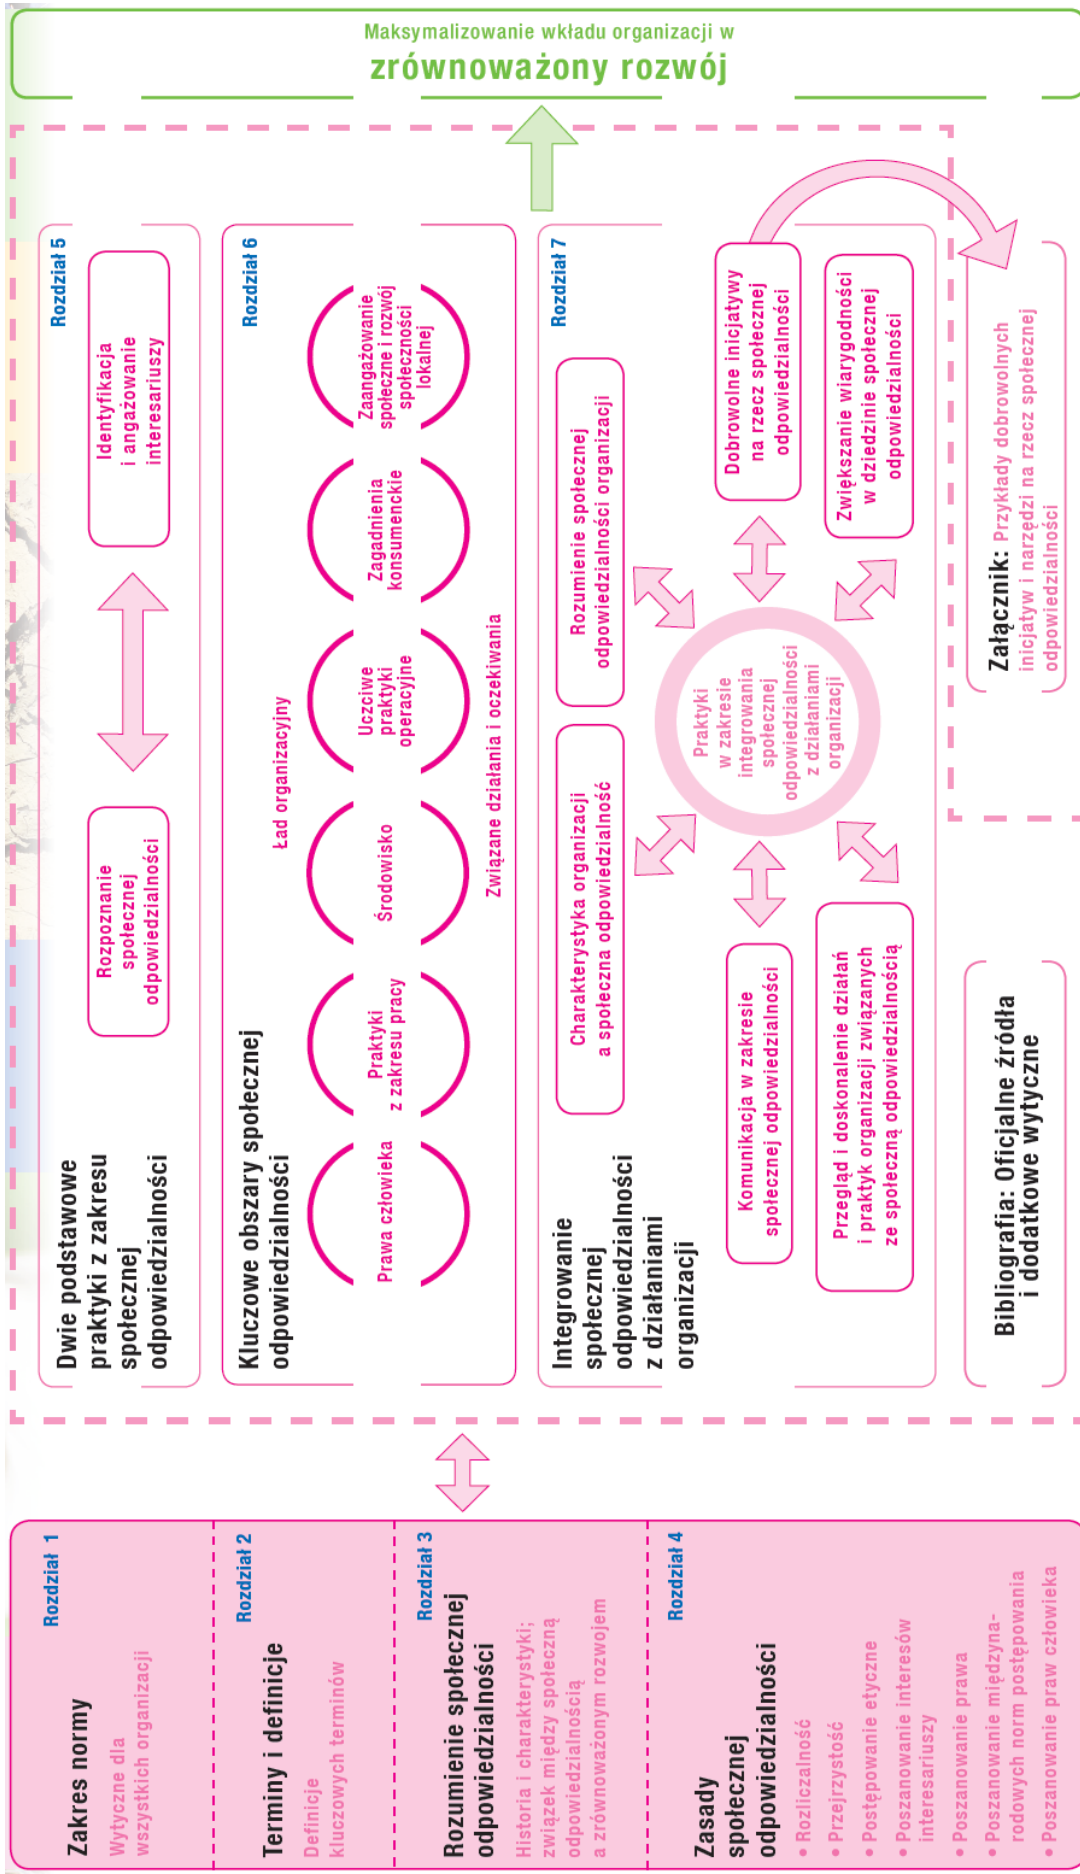 Rozdział 1
Zakres normy
Wytyczne dla
wszystkich organizacji
Rozdział 2
Terminy i definicje
Definicje
kluczowych terminów
Rozdział 3
Rozumienie społecznej
odpowiedzialności
Historia i charakterystyki;
związek między społeczną
odpowiedzialnością
a zrównoważonym rozwojem
Rozdział 4
Zasady
społecznej
odpowiedzialności
• Rozliczalność
• Przejrzystość
• Postępowanie etyczne
• Poszanowanie interesów
interesariuszy
• Poszanowanie prawa
• Poszanowanie międzyna-
rodowych norm postępowania
• Poszanowanie praw człowieka
Rozdział 5
Dwie podstawowe
praktyki z zakresu
społecznej
odpowiedzialności
Rozpoznanie
społecznej
odpowiedzialności
Identyfikacja
i angażowanie
interesariuszy
Rozdział 6
Kluczowe obszary społecznej
odpowiedzialności
Ład organizacyjny
Prawa człowieka
Praktyki
z zakresu pracy
Środowisko
Uczciwe
praktyki
operacyjne
Zagadnienia
konsumenckie
Zaangażowanie
społeczne i rozwój
społeczności
lokalnej
Związane działania i oczekiwania
Rozdział 7
Integrowanie
społecznej
odpowiedzialności
z działaniami
organizacji
Charakterystyka organizacji
a społeczna odpowiedzialność
Rozumienie społecznej
odpowiedzialności organizacji
Praktyki
w zakresie
integrowania
społecznej
odpowiedzialności
z działaniami
organizacji
Komunikacja w zakresie
społecznej odpowiedzialności
Dobrowolne inicjatywy
na rzecz społecznej
odpowiedzialności
Przegląd i doskonalenie działań
i praktyk organizacji związanych
ze społeczną odpowiedzialnością
Zwiększanie wiarygodności
w dziedzinie społecznej
odpowiedzialności
Bibliografia: Oficjalne źródła
i dodatkowe wytyczne
Załącznik: Przykłady dobrowolnych
inicjatyw i narzędzi na rzecz społecznej
odpowiedzialności
Maksymalizowanie wkładu organizacji w
zrównoważony rozwój